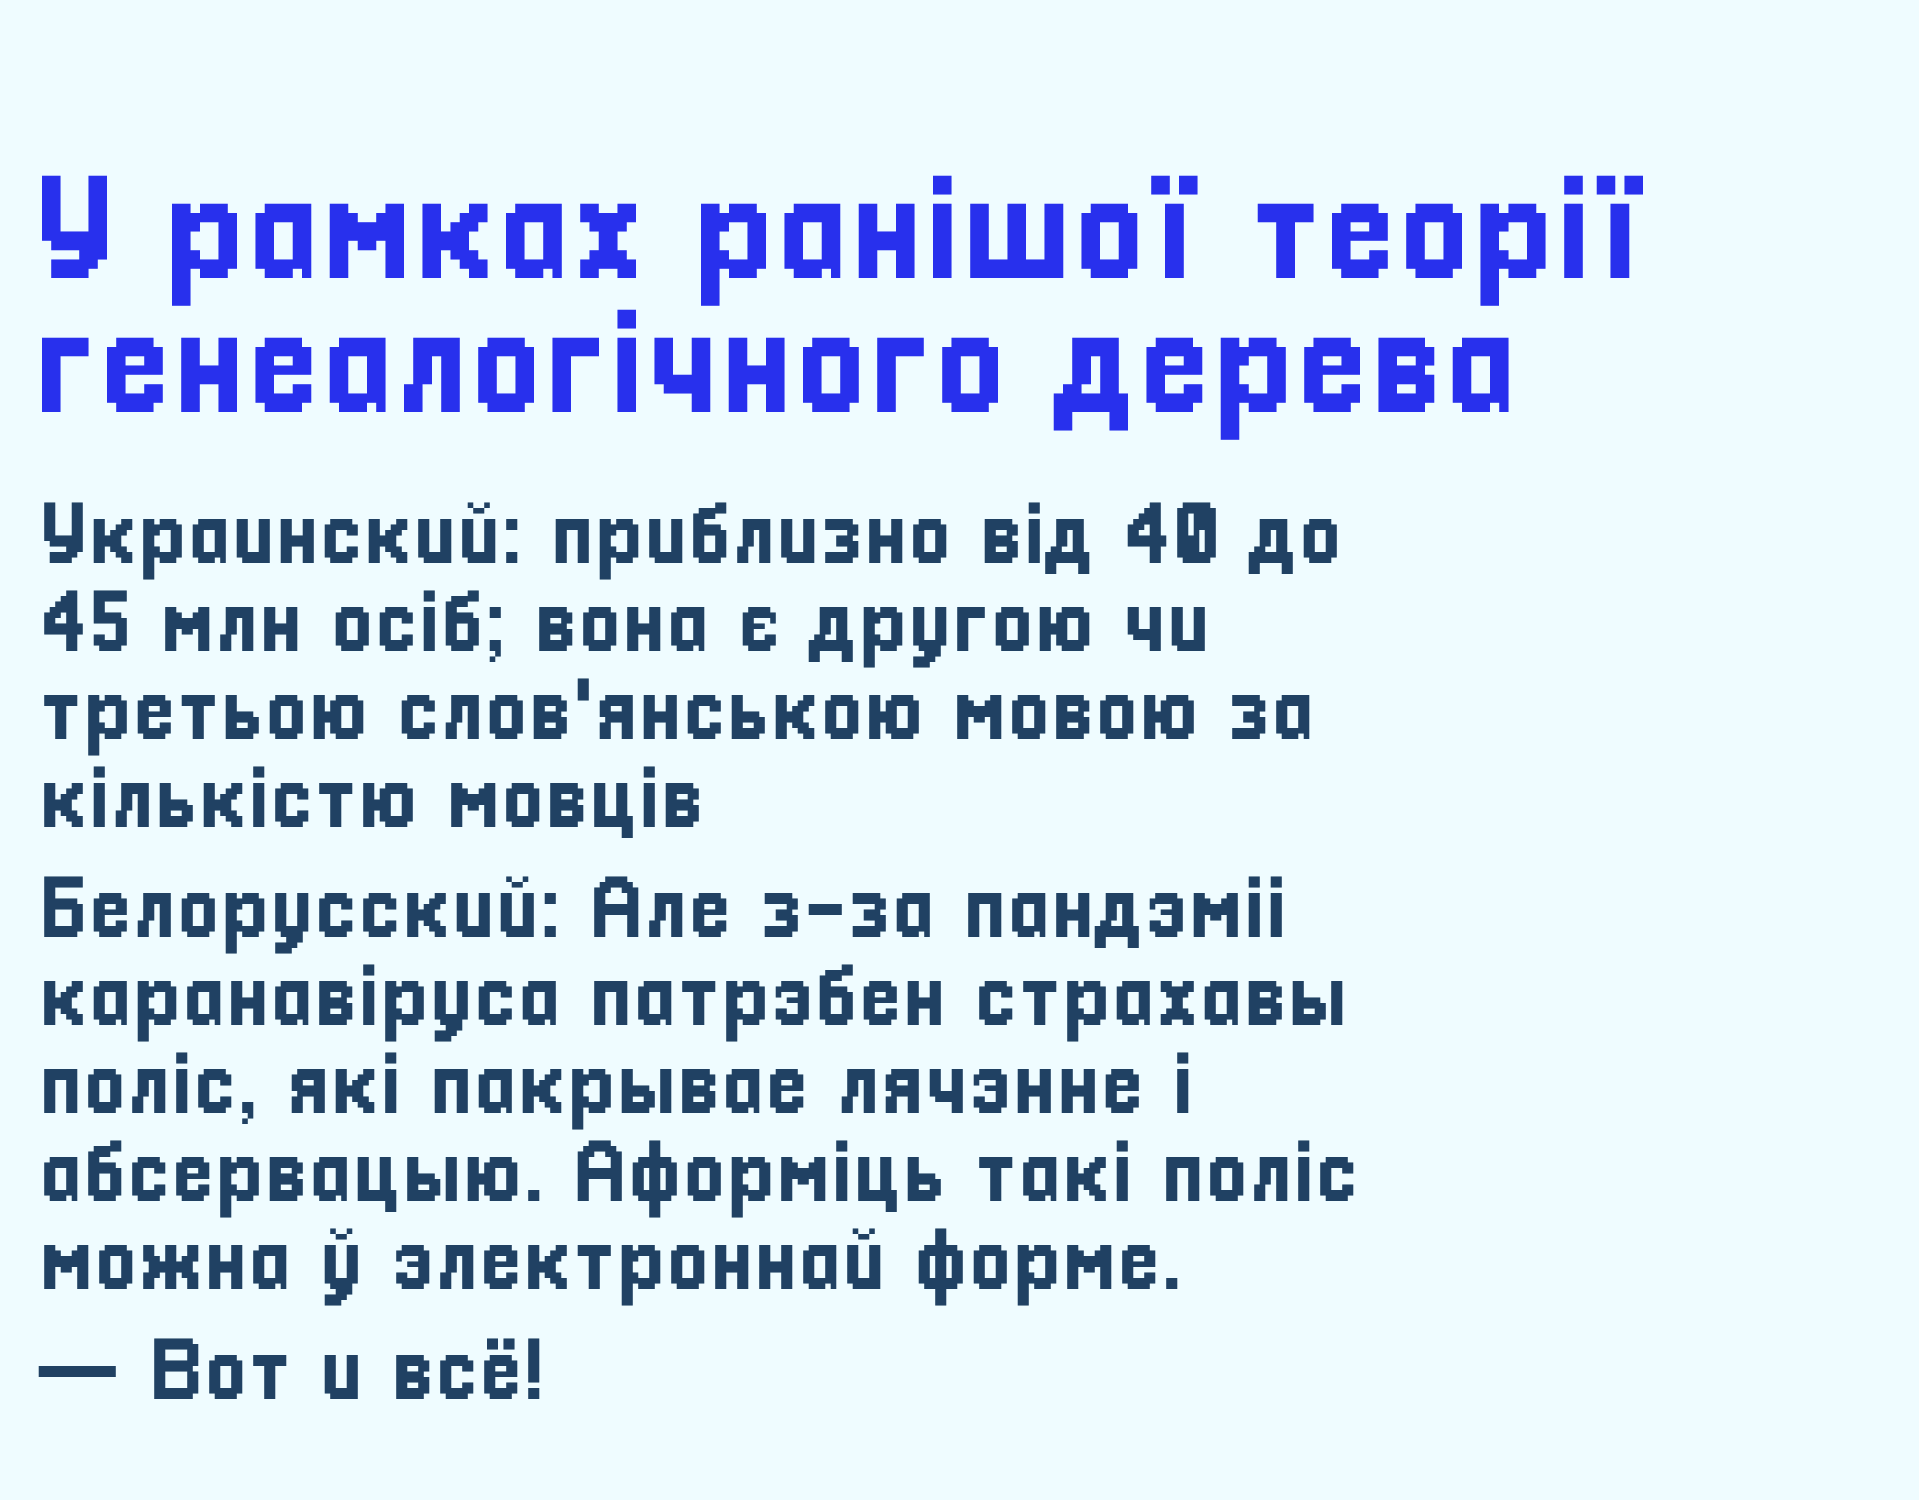 У рамках ранішої теорії
генеалогічного дерева
Украинский: приблизно від 40 до
45 млн осіб; вона є другою чи
третьою слов'янською мовою за
кількістю мовців
Белорусский: Але з-за пандэміі
каранавіруса патрэбен страхавы
поліс, які пакрывае лячэнне і
абсервацыю. Аформіць такі поліс
можна ў электроннай форме.
— Вот и всё!